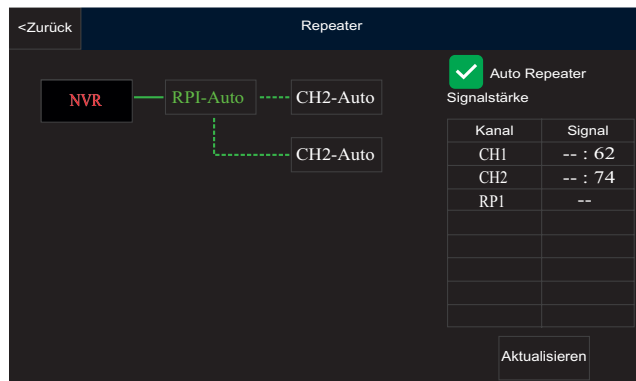 <Zurück
Repeater
NVR
RPI-Auto
CH2-Auto
CH2-Auto
Auto Repeater
Signalstärke
Kanal Signal
CH1 -- : 62
CH2 -- : 74
RP1 --
Aktualisieren